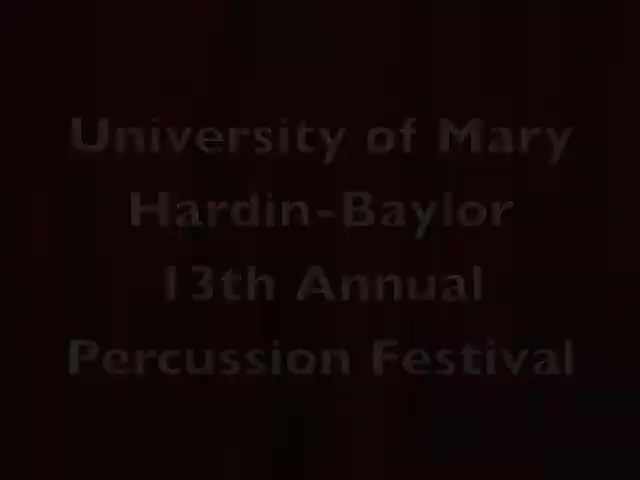 University of Mary
Hardin-Baylor
13th Annual
Percussion Festival